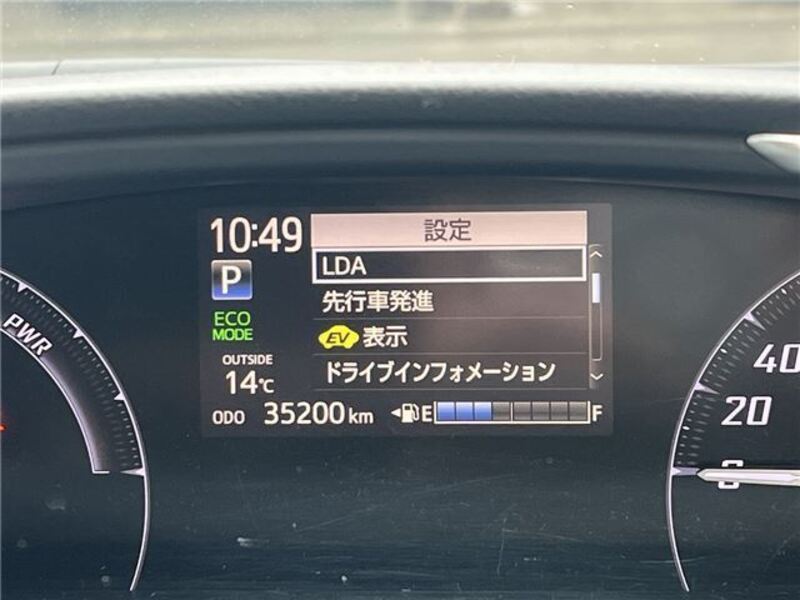 PWR
10:49
P
ECO
MODE
OUTSIDE
14℃
ODO 35200 km
設定
LDA
先行車発進
EV 表示
ドライブインフォメーション
E F
40
20
0